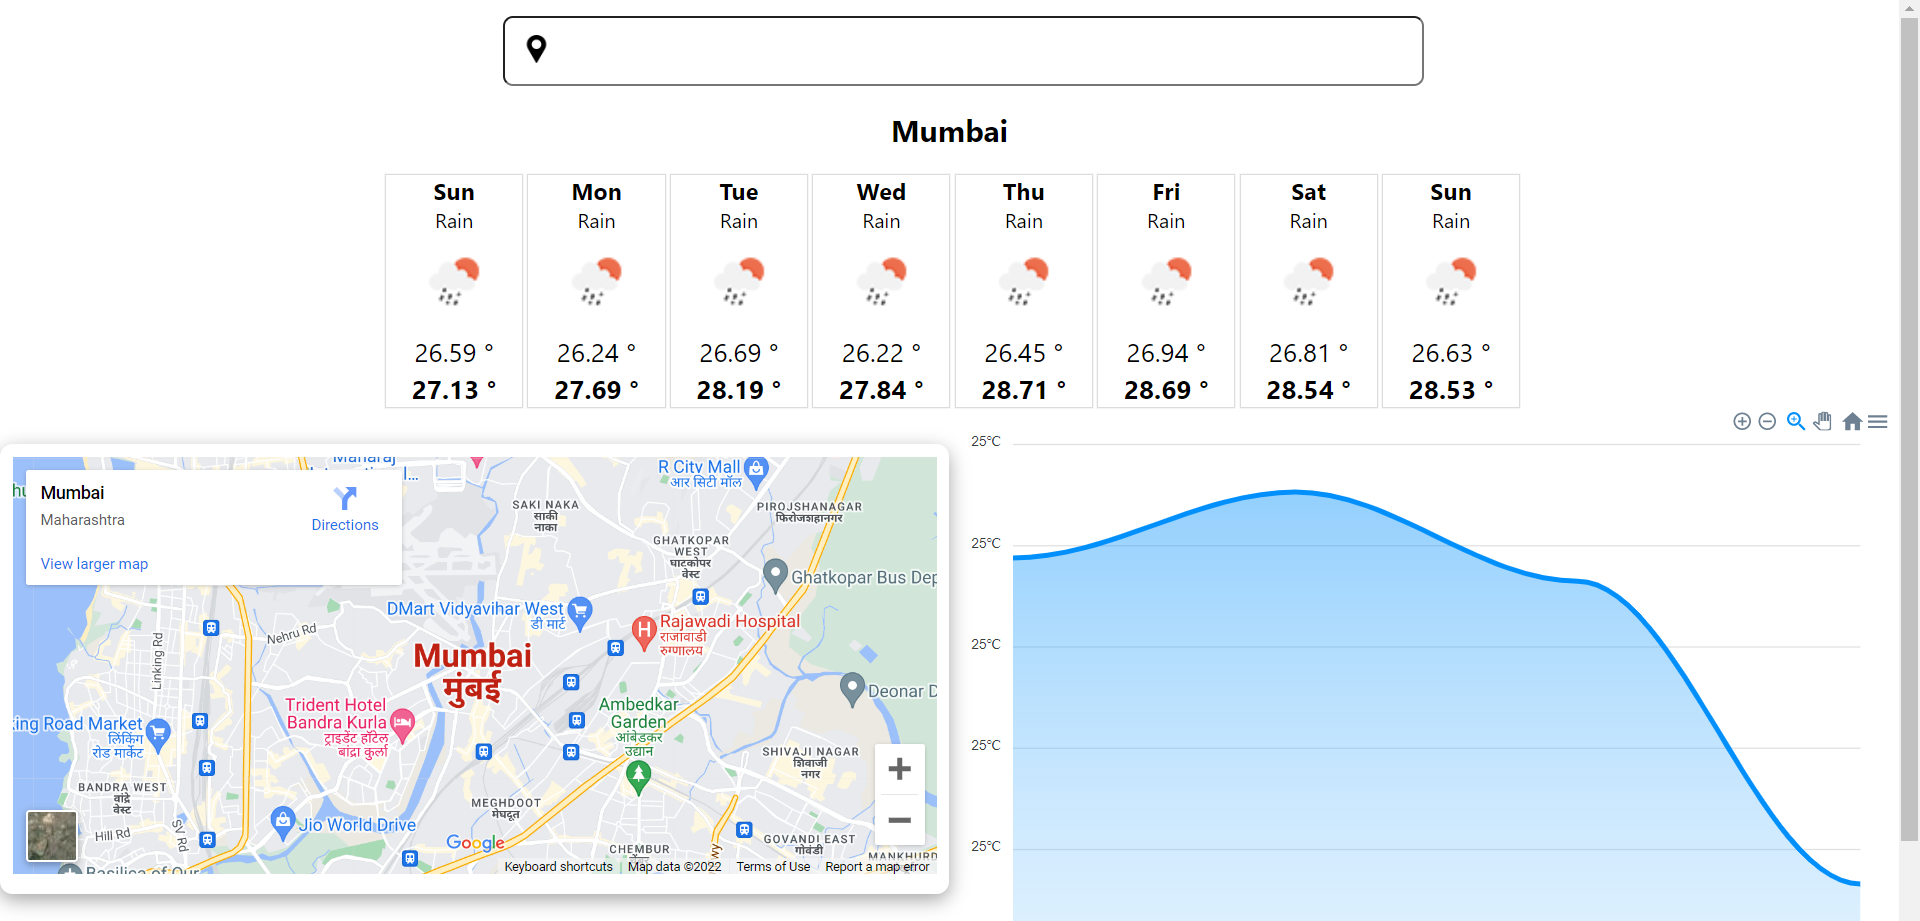 Mumbai
Sun Mon Tue Wed Thu Fri Sat Sun
Rain Rain Rain Rain Rain Rain Rain Rain
26.59 ° 26.24 ° 26.69 ° 26.22 ° 26.45 ° 26.94 ° 26.81 ° 26.63 °
27.13 ° 27.69 ° 28.19 ° 27.84 ° 28.71 ° 28.69 ° 28.54 ° 28.53 °
Mumbai
Maharashtra
Directions
View larger map
Maharaj
R City Mall
आर सिटी मॉल
SAKI NAKA
साकी
नाका
PIROJSHANAGAR
फिरोजशहानगर
GHATKOPAR
WEST
घाटकोपर
वेस्ट
Ghatkopar Bus Dep
DMart Vidyavihar West
डी मार्ट
Rajawadi Hospital
राजावाडी
रुग्णालय
Nehru Rd
Linking Rd
Mumbai
मुंबई
Deonar D
Trident Hotel
Bandra Kurla
ट्राइडेंट हॉटेल
बांद्रा कुर्ला
Ambedkar
Garden
आंबेडकर
उद्यान
king Road Market
लिंकिंग
रोड मार्केट
SHIVAJI NAGAR
शिवाजी
नगर
BANDRA WEST
वांद्रे
वेस्ट
MEGHDOOT
मेघदूत
Jio World Drive
Hill Rd
SV Rd
Google
CHEMBUR
GOVANDI EAST
गोवंडी
MANKHURD
Basilica of Our
Keyboard shortcuts Map data ©2022 Terms of Use Report a map error
25°C
25°C
25°C
25°C
25°C